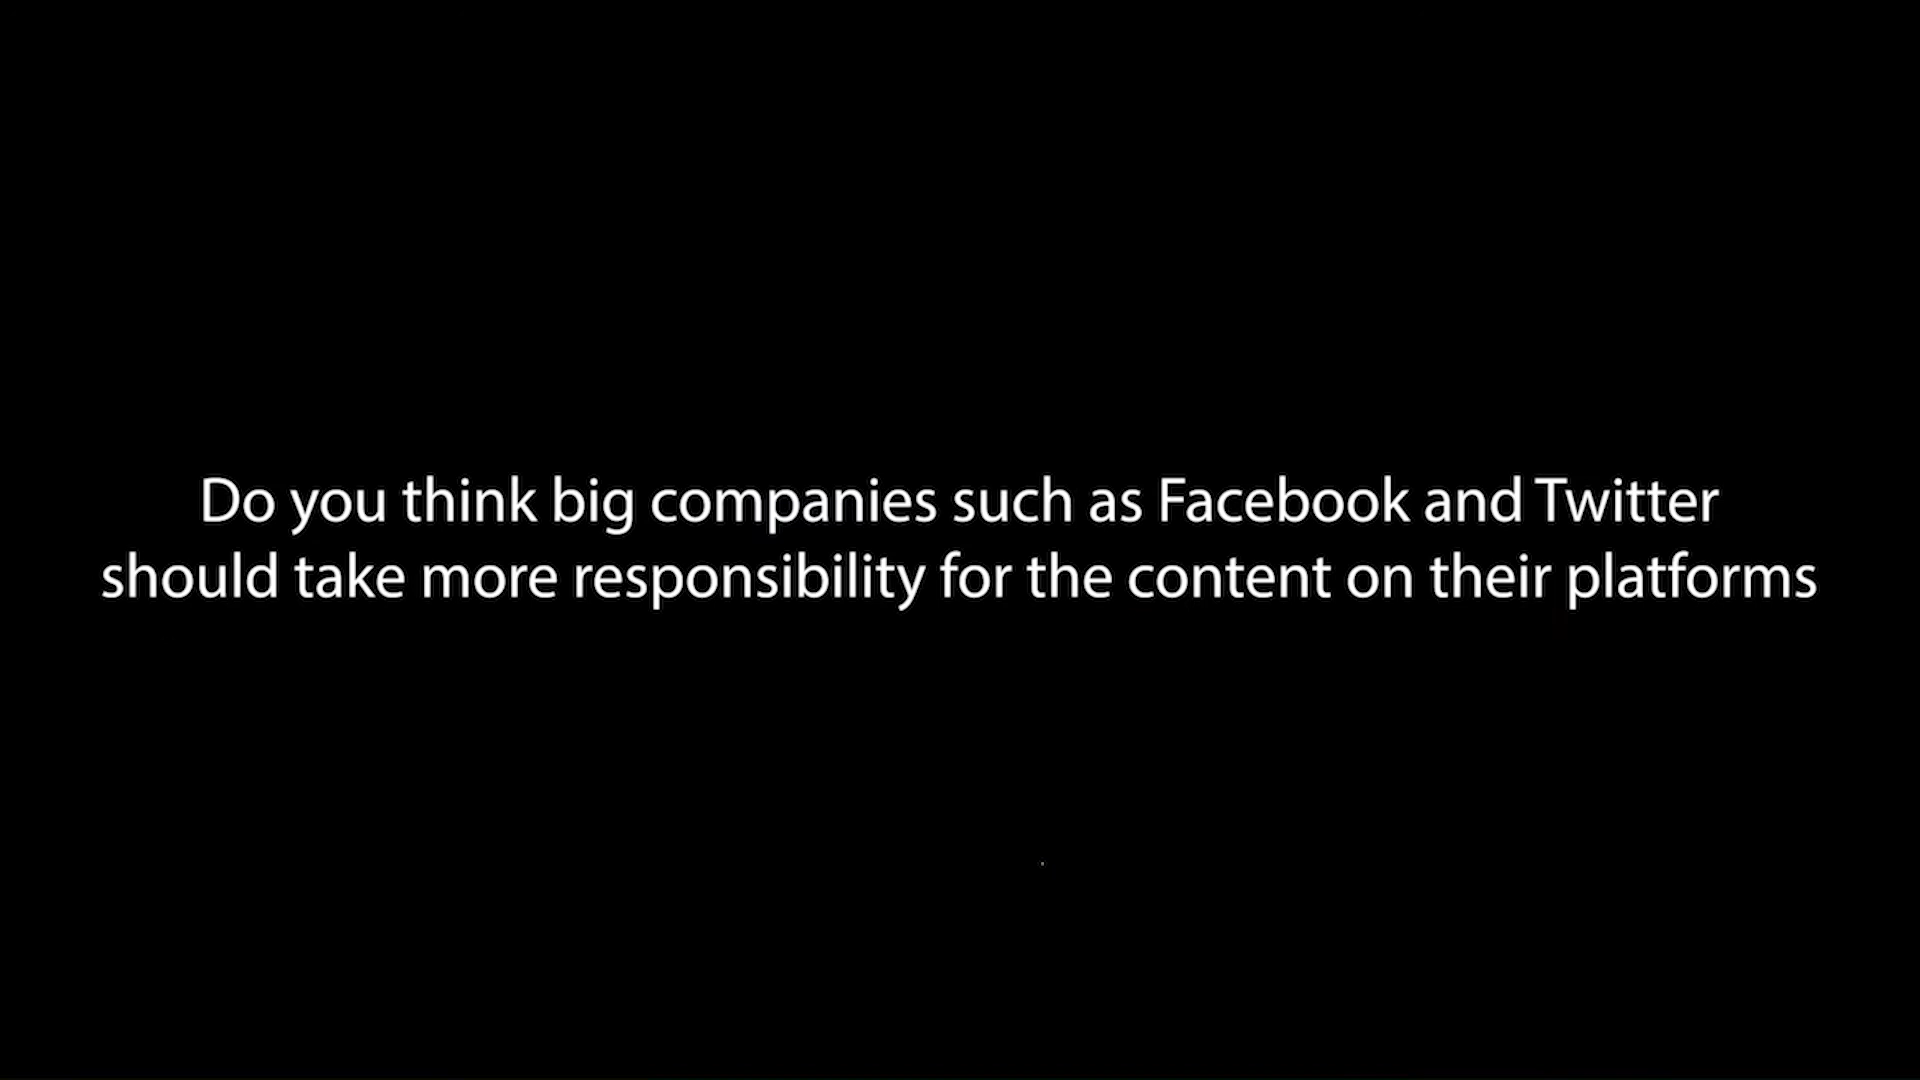 Do you think big companies such as Facebook and Twitter
should take more responsibility for the content on their platforms